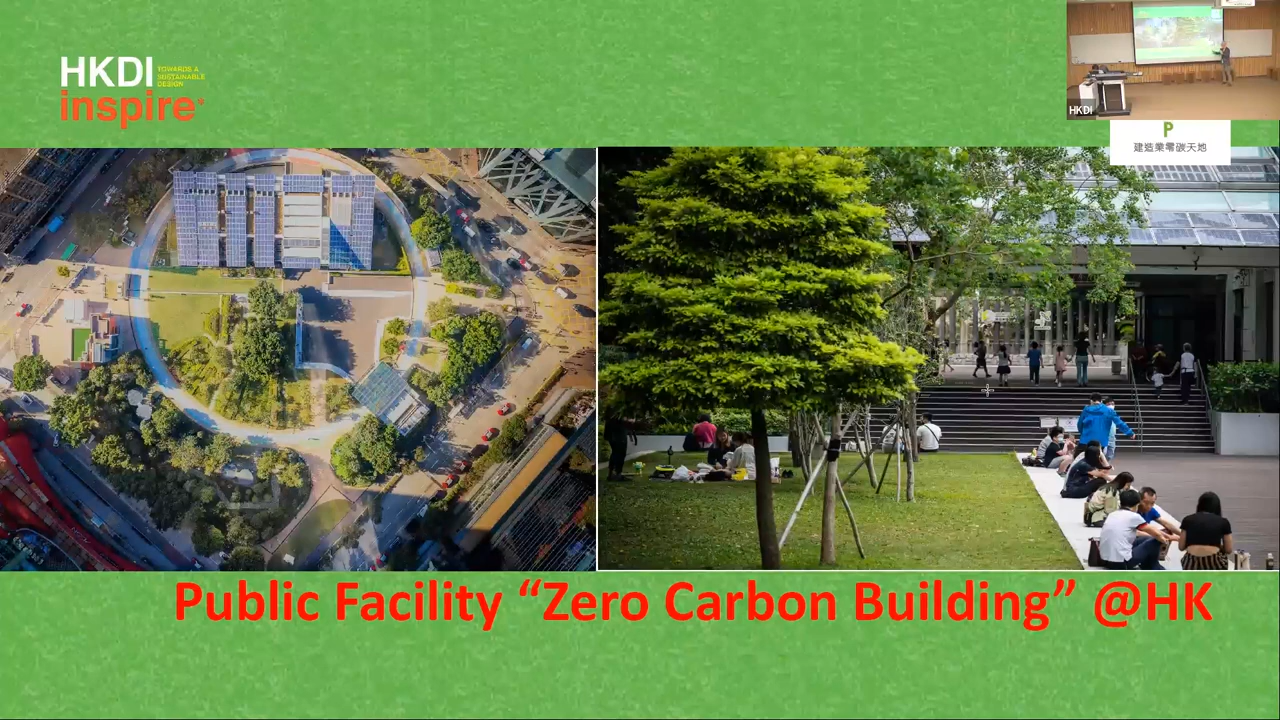 HKDI
TOWARDS A
SUSTAINABLE
DESIGN
inspire*
HKDI
P
建造業零碳天地
Public Facility “Zero Carbon Building” @HK